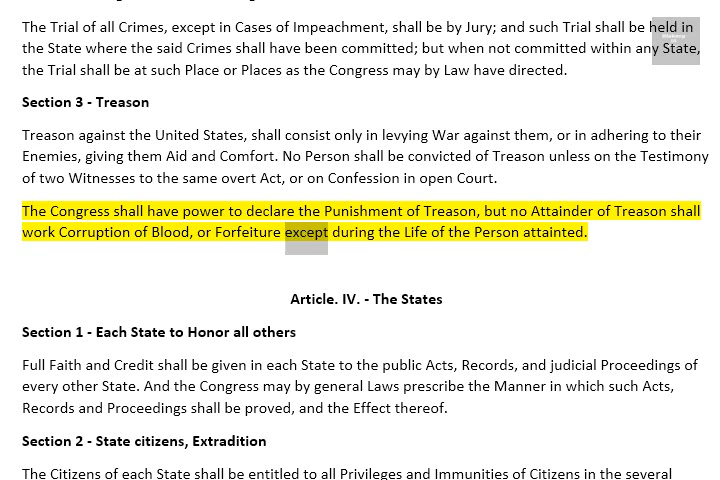 The Trial of all Crimes, except in Cases of Impeachment, shall be by Jury; and such Trial shall be held in
the State where the said Crimes shall have been committed; but when not committed within any State,
the Trial shall be at such Place or Places as the Congress may by Law have directed.
Section 3 - Treason
Treason against the United States, shall consist only in levying War against them, or in adhering to their
Enemies, giving them Aid and Comfort. No Person shall be convicted of Treason unless on the Testimony
of two Witnesses to the same overt Act, or on Confession in open Court.
The Congress shall have power to declare the Punishment of Treason, but no Attainder of Treason shall
work Corruption of Blood, or Forfeiture except during the Life of the Person attainted.
Article. IV. - The States
Section 1 - Each State to Honor all others
Full Faith and Credit shall be given in each State to the public Acts, Records, and judicial Proceedings of
every other State. And the Congress may by general Laws prescribe the Manner in which such Acts,
Records and Proceedings shall be proved, and the Effect thereof.
Section 2 - State citizens, Extradition
The Citizens of each State shall be entitled to all Privileges and Immunities of Citizens in the several